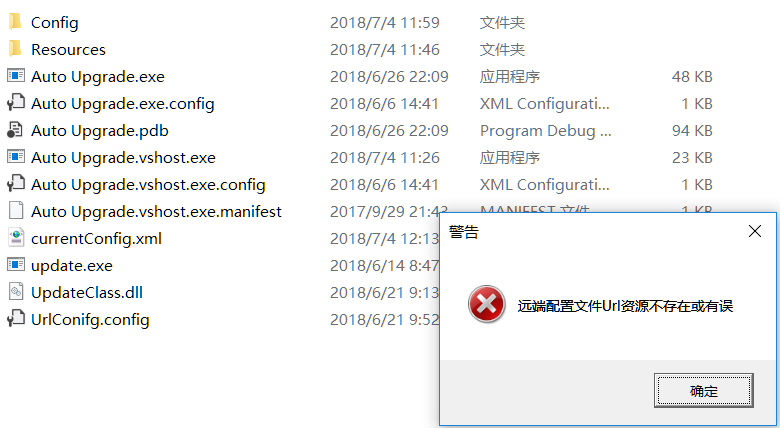 Config 2018/7/4 11:59 文件夹
Resources 2018/7/4 11:46 文件夹
Auto Upgrade.exe 2018/6/26 22:09 应用程序 48 KB
Auto Upgrade.exe.config 2018/6/6 14:41 XML Configurati... 1 KB
Auto Upgrade.pdb 2018/6/26 22:09 Program Debug ... 94 KB
Auto Upgrade.vshost.exe 2018/7/4 11:26 应用程序 23 KB
Auto Upgrade.vshost.exe.config 2018/6/6 14:41 XML Configurati... 1 KB
Auto Upgrade.vshost.exe.manifest 2017/9/29 21:43 MANIFEST 文件 1 KB
currentConfig.xml 2018/7/4 12:13
update.exe 2018/6/14 8:47
UpdateClass.dll 2018/6/21 9:13
UrlConifg.config 2018/6/21 9:52
警告
远端配置文件Url资源不存在或有误
确定